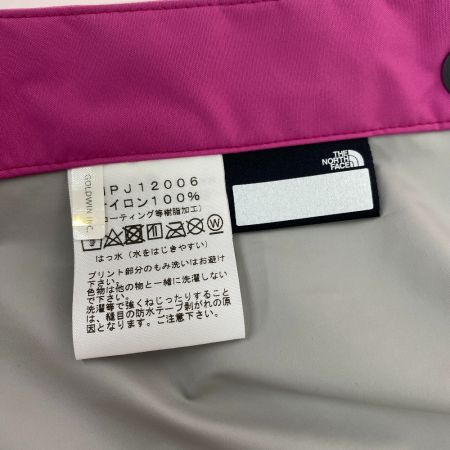 GOLDWIN INC.
THE
NORTH
FACE
PJ12006
イロン100%
コーティング等樹脂加工)
はっ水 (水をはじきやすい)
プリント部分のもみ洗いはお避け
下さい。
色物は他の物と一緒に洗濯しない
で下さい。
洗濯等で強くねじったりすること
は、縫目の防水テープ剥がれの原
因となります。ご注意下さい。